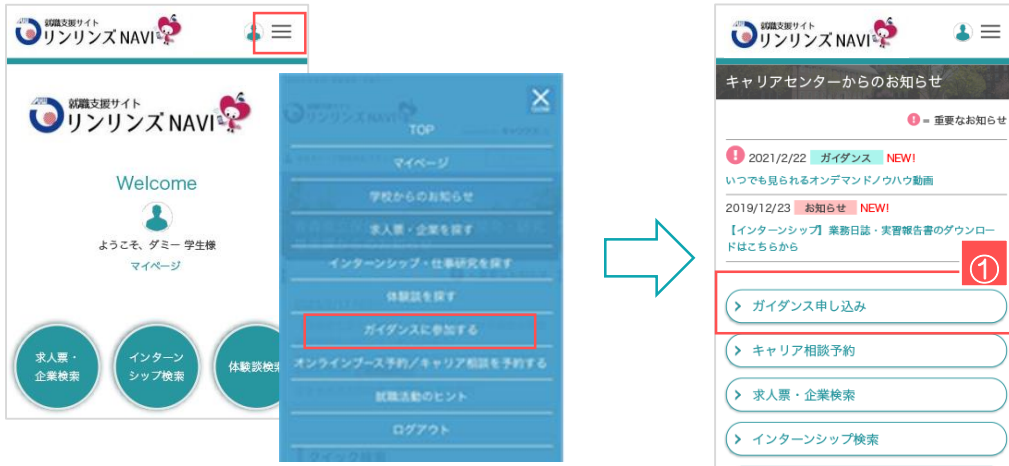 就職支援サイト
リンリンズ NAVI
就職支援サイト
リンリンズ NAVI
Welcome
ようこそ、ダミー 学生様
マイページ
求人票・
企業検索
インターン
シップ検索
体験談検索
CLOSE
TOP
マイページ
学校からのお知らせ
求人票・企業を探す
インターンシップ・仕事研究を探す
体験談を探す
ガイダンスに参加する
オンラインブース予約/キャリア相談を予約する
就職活動のヒント
ログアウト
クイック検索
就職支援サイト
リンリンズ NAVI
キャリアセンターからのお知らせ
! = 重要なお知らせ
! 2021/2/22 ガイダンス NEW!
いつでも見られるオンデマンドノウハウ動画
2019/12/23 お知らせ NEW!
【インターンシップ】業務日誌・実習報告書のダウンロー
ドはこちらから
①
ガイダンス申し込み
キャリア相談予約
求人票・企業検索
インターンシップ検索